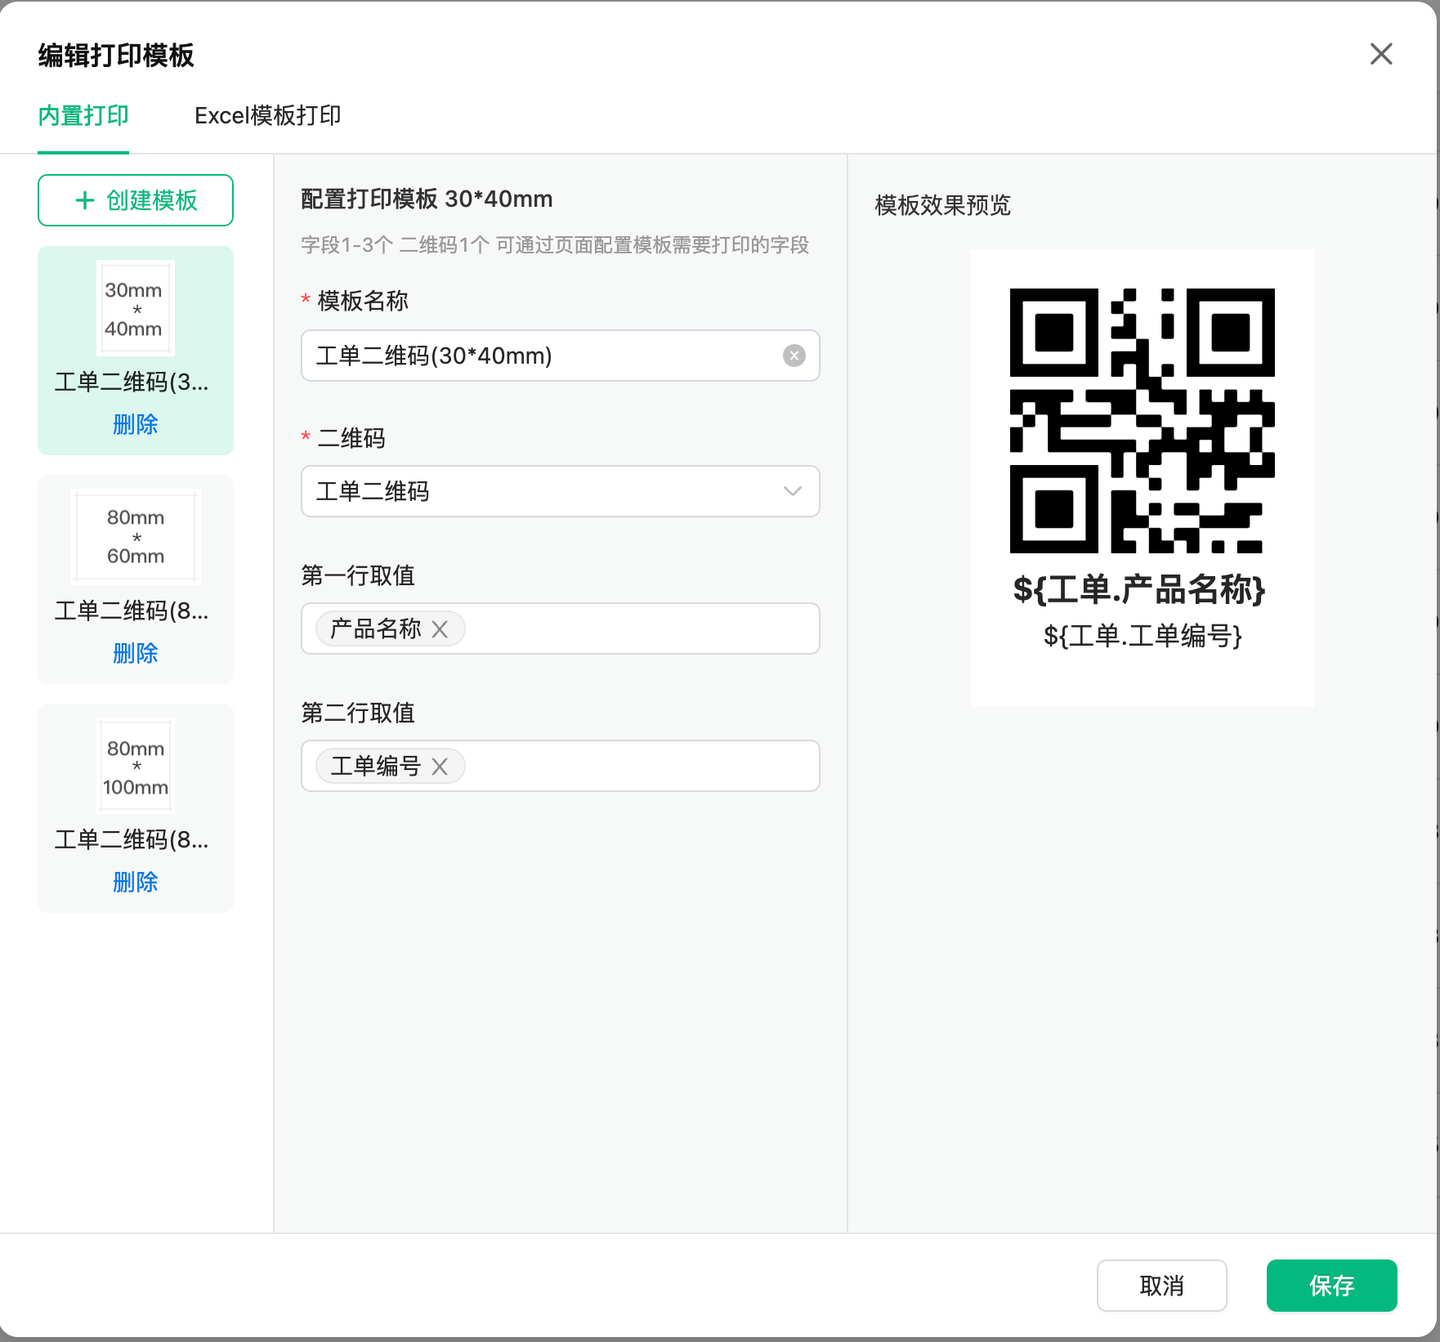 编辑打印模板
内置打印
Excel模板打印
创建模板
30mm
*
40mm
工单二维码(3...
删除
80mm
*
60mm
工单二维码(8...
删除
80mm
*
100mm
工单二维码(8...
删除
配置打印模板 30*40mm
字段1-3个 二维码1个 可通过页面配置模板需要打印的字段
* 模板名称
工单二维码(30*40mm)
* 二维码
工单二维码
第一行取值
产品名称
第二行取值
工单编号
模板效果预览
${工单.产品名称}
${工单.工单编号}
取消
保存